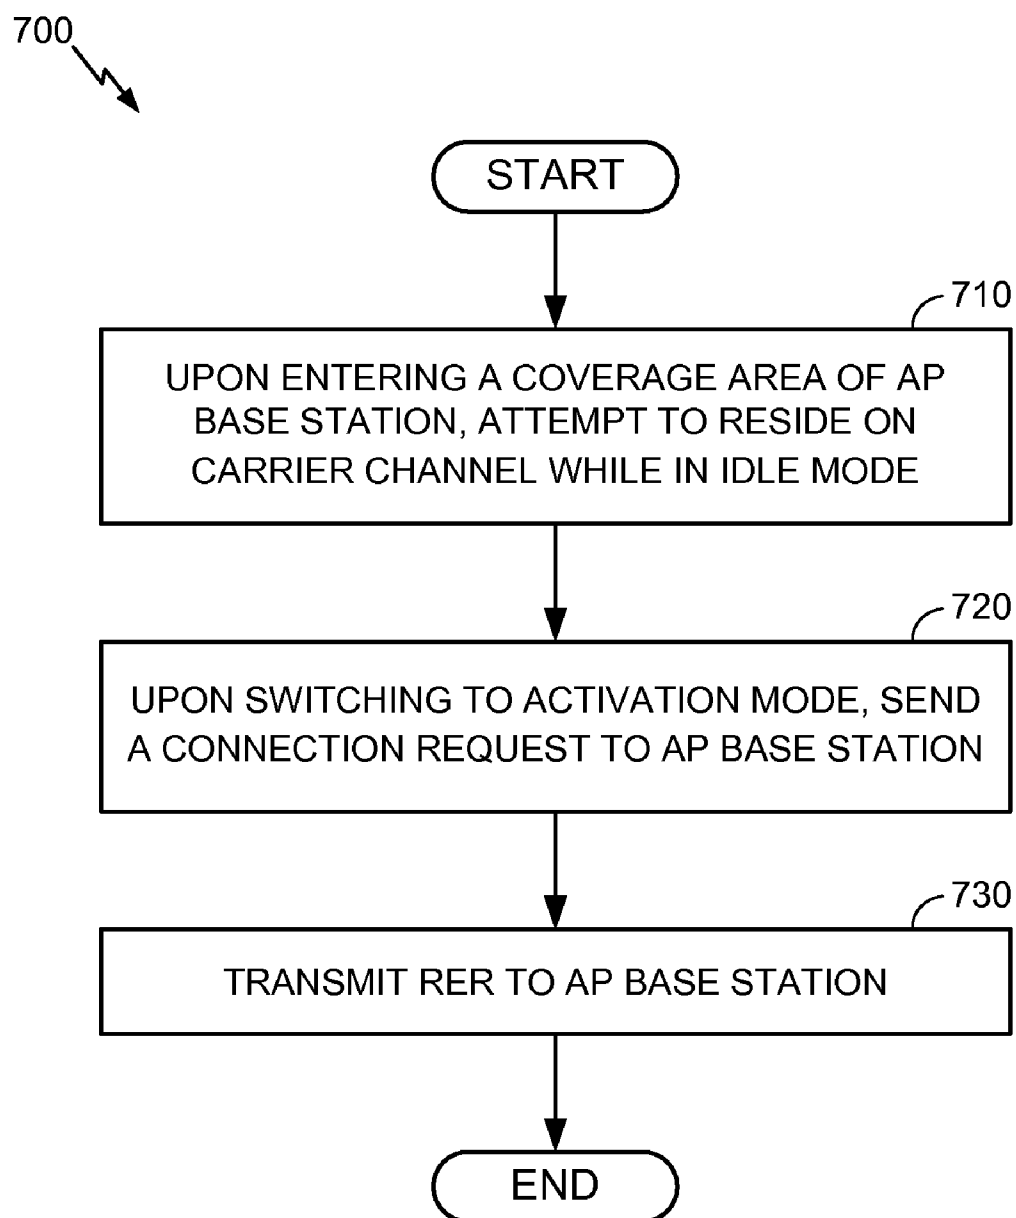 700
START
710
UPON ENTERING A COVERAGE AREA OF AP
BASE STATION, ATTEMPT TO RESIDE ON
CARRIER CHANNEL WHILE IN IDLE MODE
720
UPON SWITCHING TO ACTIVATION MODE, SEND
A CONNECTION REQUEST TO AP BASE STATION
730
TRANSMIT RER TO AP BASE STATION
END